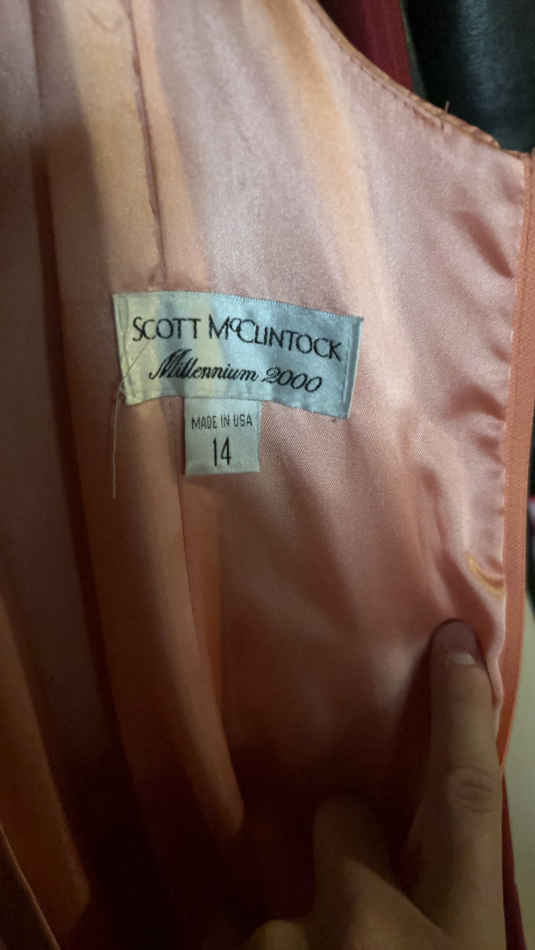 SCOTT McCLINTOCK
Millennium 2000
MADE IN USA
14